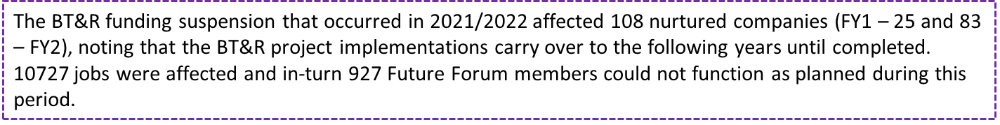 The BT&R funding suspension that occurred in 2021/2022 affected 108 nurtured companies (FY1 – 25 and 83
– FY2), noting that the BT&R project implementations carry over to the following years until completed.
10727 jobs were affected and in-turn 927 Future Forum members could not function as planned during this
period.